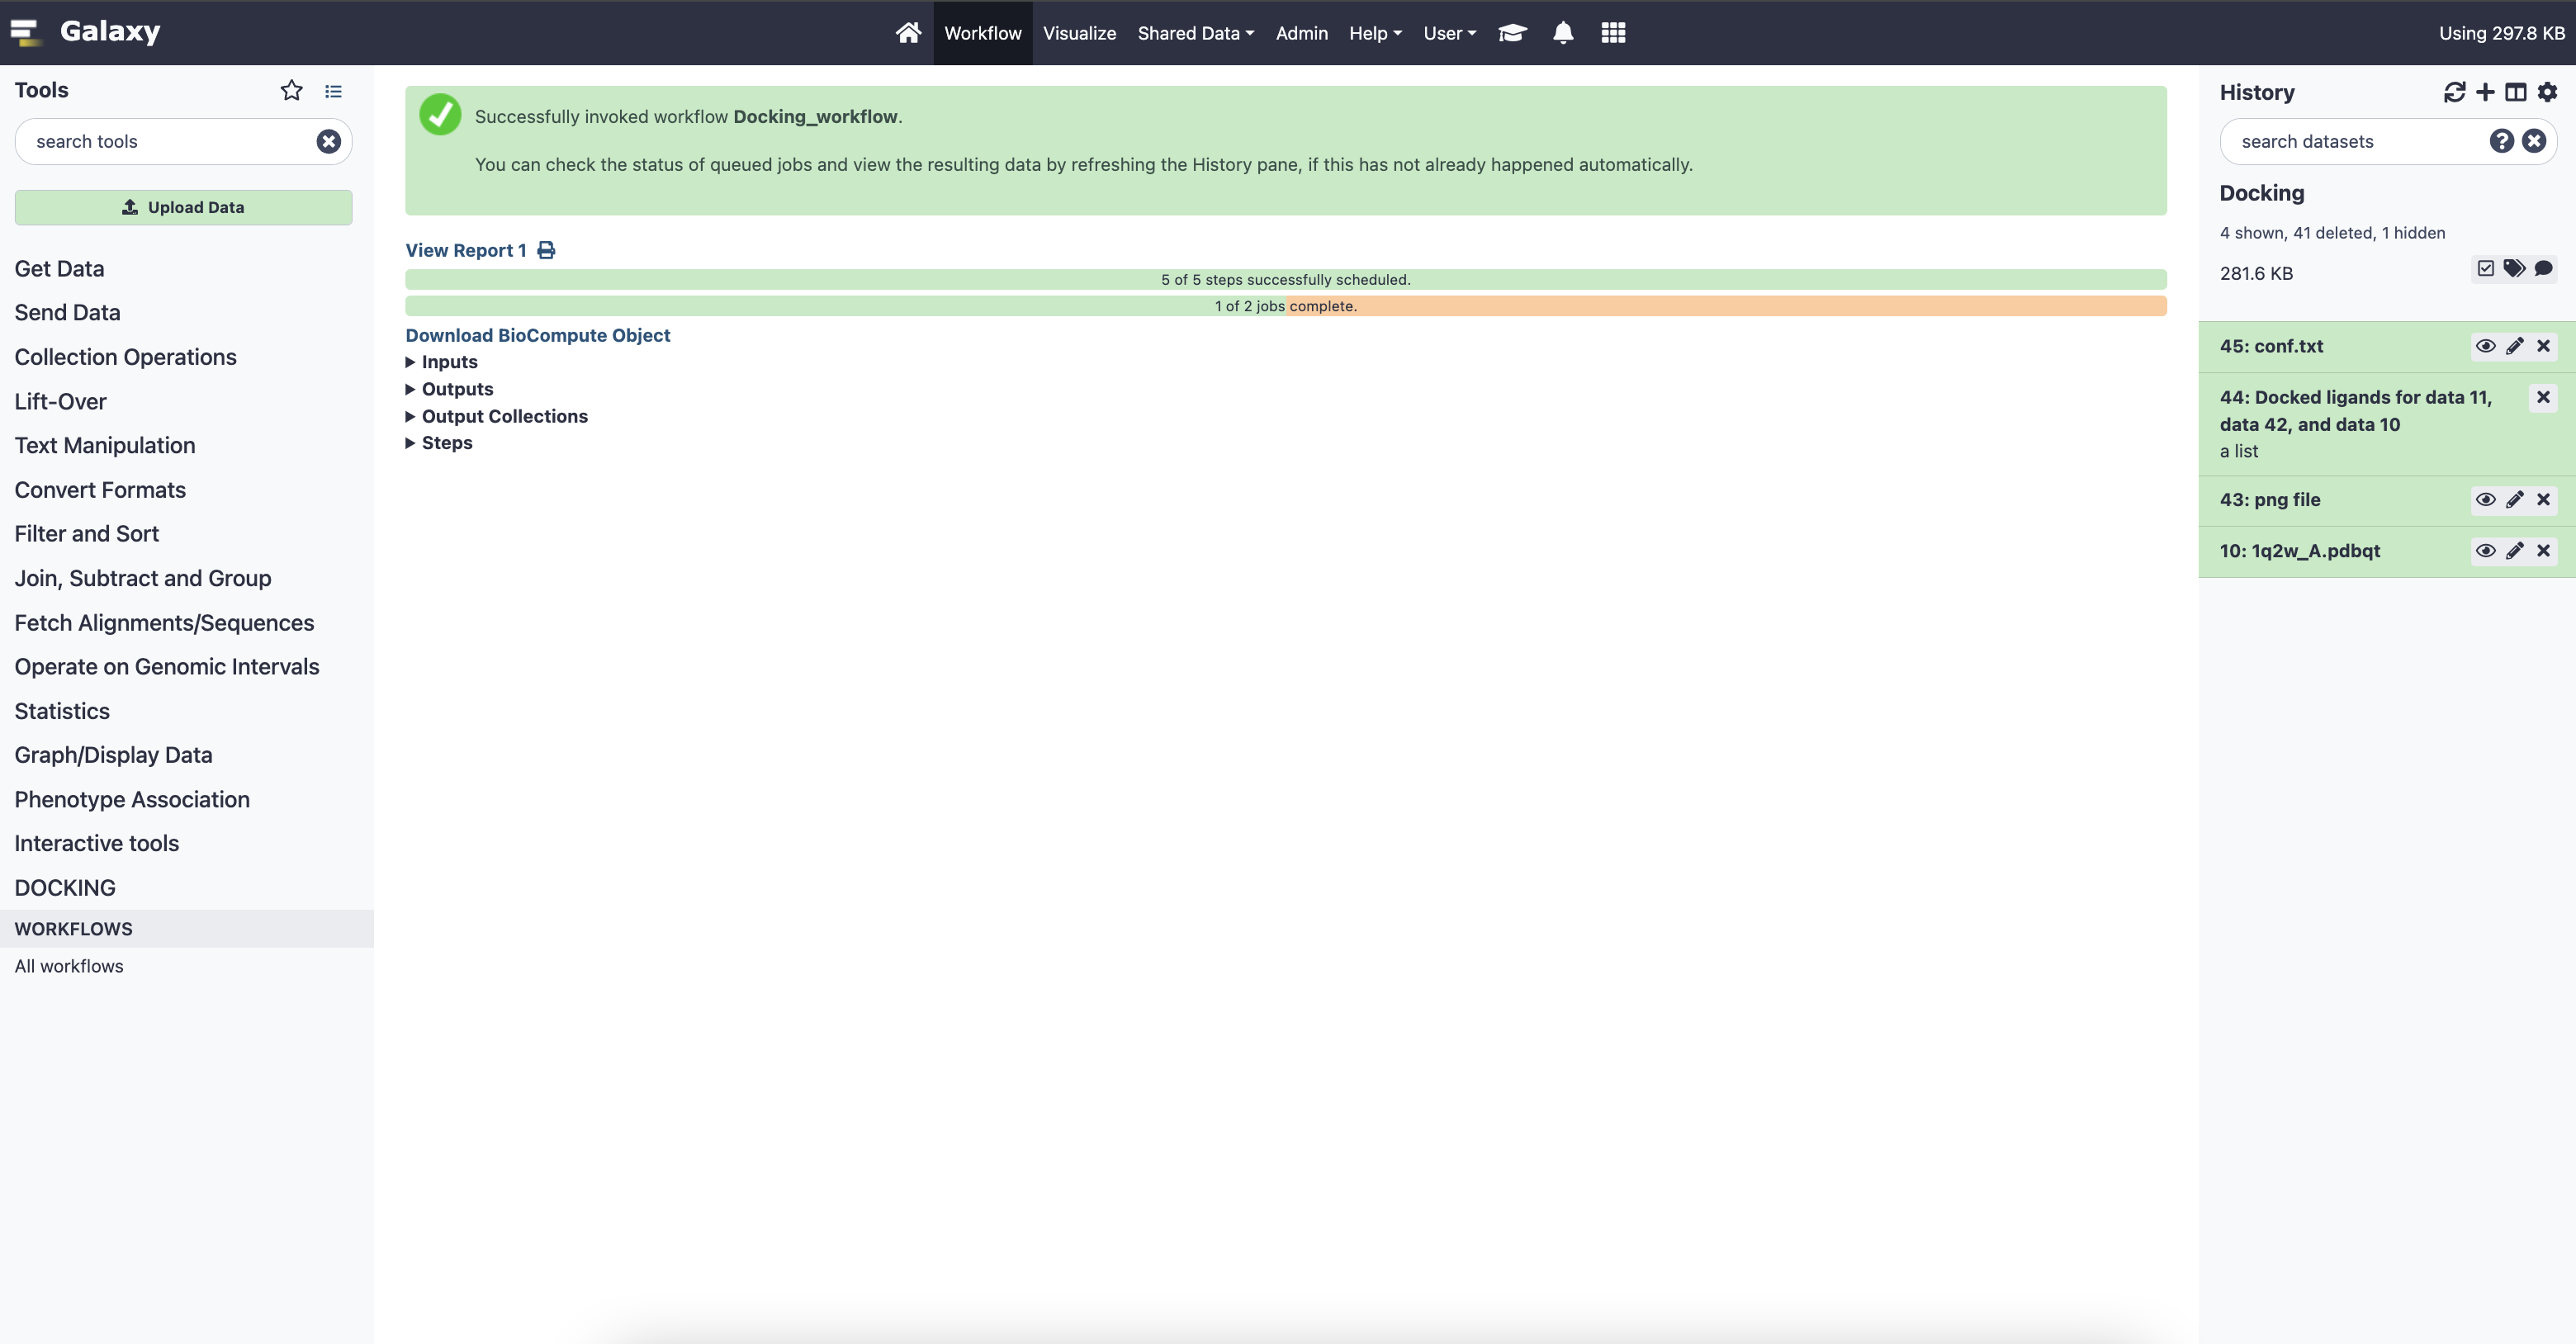 Galaxy
Workflow
Visualize
Shared Data
Admin
Help
User
Using 297.8 KB
Tools
search tools
Upload Data
Get Data
Send Data
Collection Operations
Lift-Over
Text Manipulation
Convert Formats
Filter and Sort
Join, Subtract and Group
Fetch Alignments/Sequences
Operate on Genomic Intervals
Statistics
Graph/Display Data
Phenotype Association
Interactive tools
DOCKING
WORKFLOWS
All workflows
Successfully invoked workflow Docking_workflow.
You can check the status of queued jobs and view the resulting data by refreshing the History pane, if this has not already happened automatically.
View Report 1
5 of 5 steps successfully scheduled.
1 of 2 jobs complete.
Download BioCompute Object
Inputs
Outputs
Output Collections
Steps
History
search datasets
Docking
4 shown, 41 deleted, 1 hidden
281.6 KB
45: conf.txt
44: Docked ligands for data 11,
data 42, and data 10
a list
43: png file
10: 1q2w_A.pdbqt